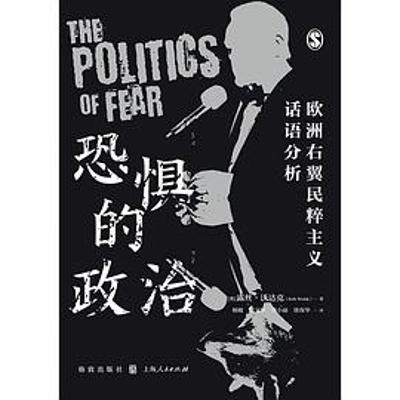 THE
POLITICS
OF FEAR
恐惧
的
政治
欧洲右翼民粹主义
话语分析
露丝·沃达克 (Ruth Wodak) 著
格致出版社 上海人民出版社